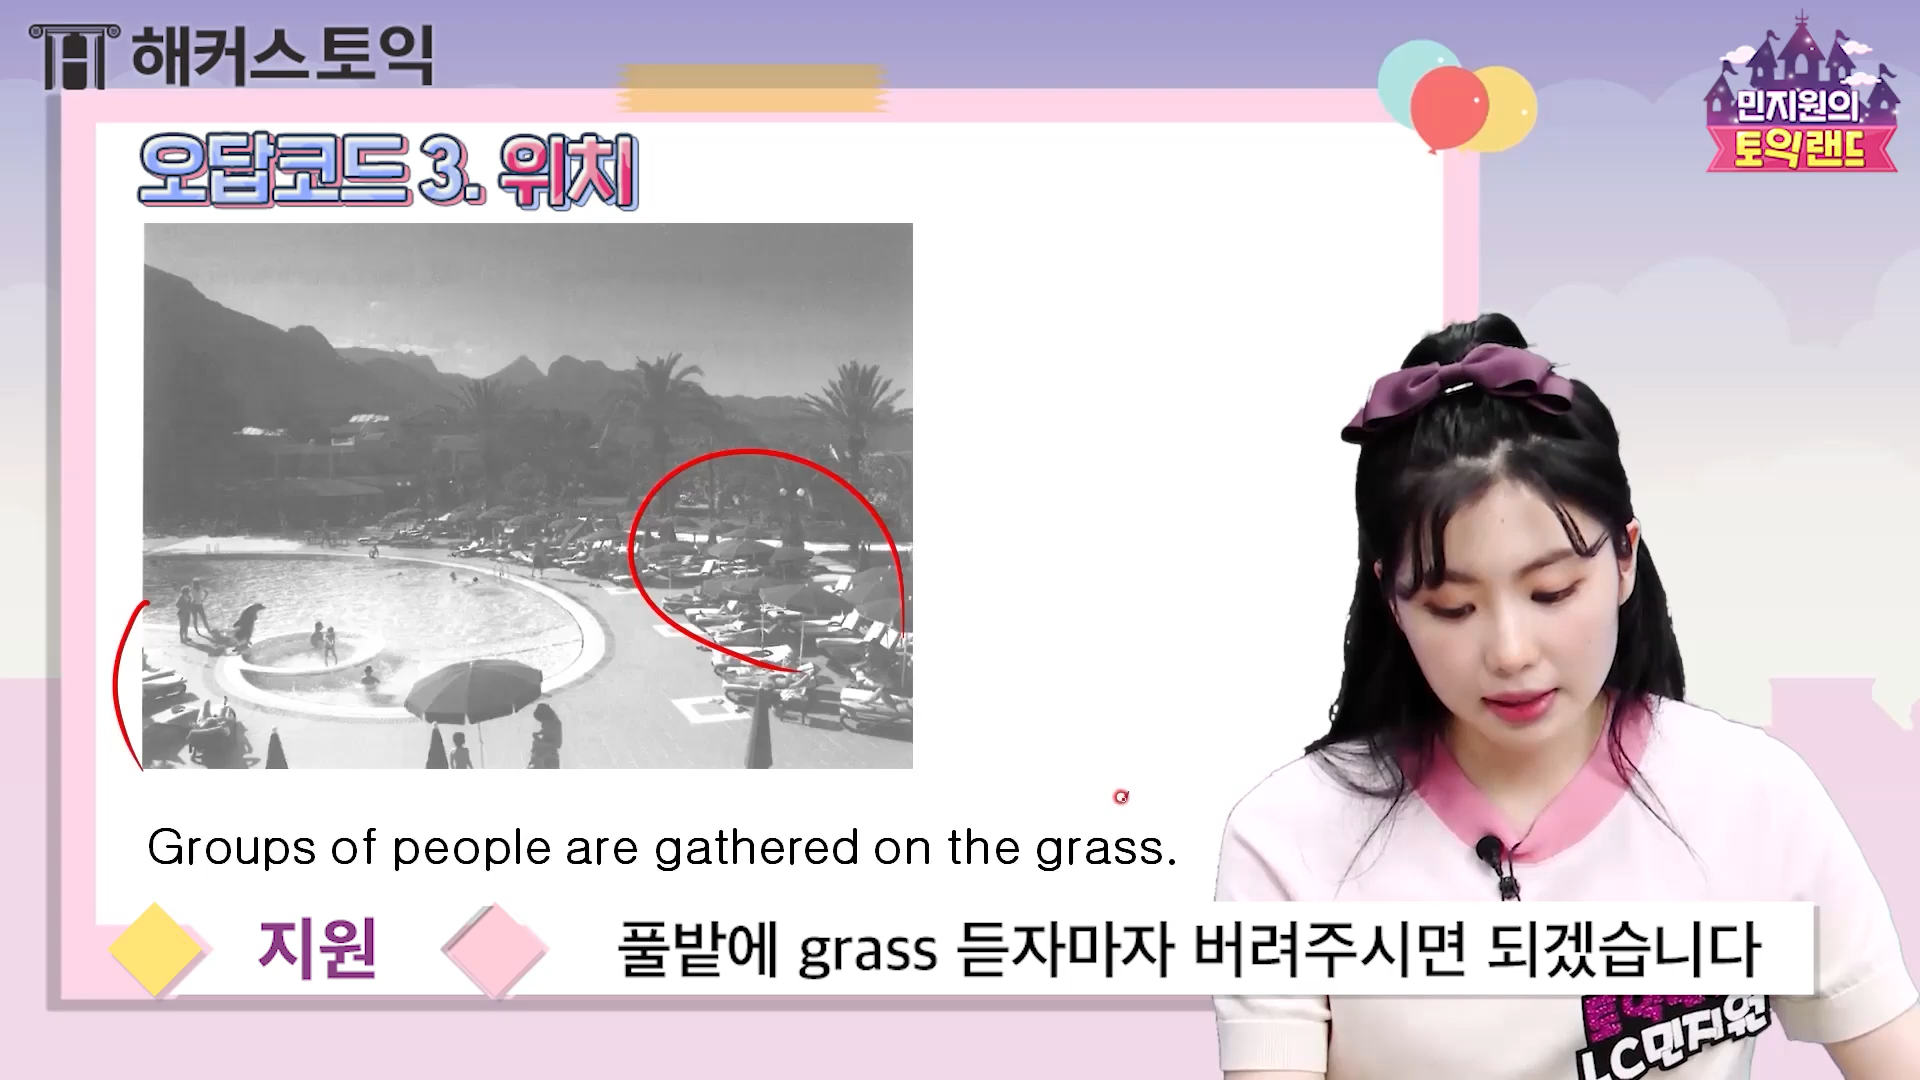 해커스 토익
민지원의
토익랜드
오답코드 3. 위치
Groups of people are gathered on the grass.
지원
풀밭에 grass 듣자마자 버려주시면 되겠습니다
LC민지원